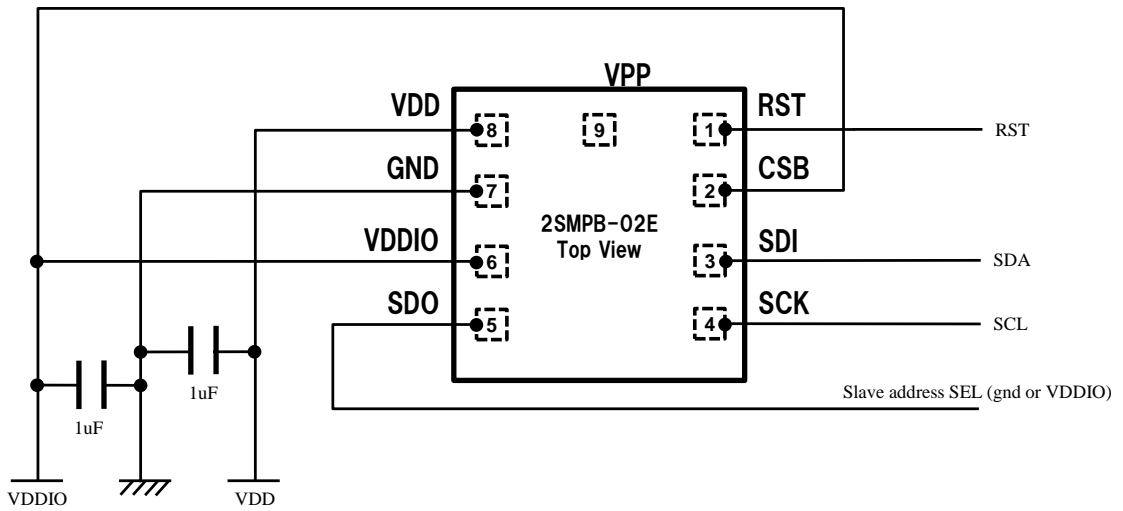 VPP
VDD
RST
8
9
1
RST
GND
CSB
7
2
2SMPB-02E
Top View
VDDIO
SDI
6
3
SDA
SDO
SCK
5
4
SCL
1uF
Slave address SEL (gnd or VDDIO)
1uF
VDDIO
VDD